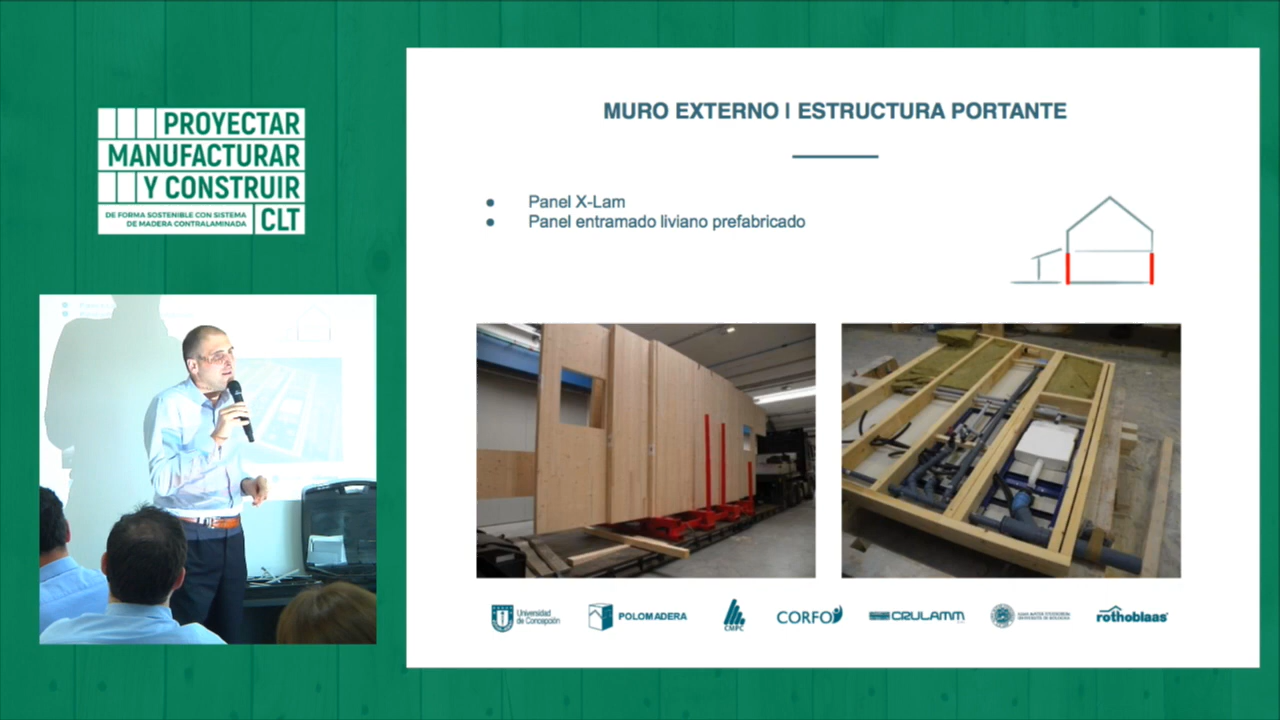 PROYECTAR
MANUFACTURAR
Y CONSTRUIR
DE FORMA SOSTENIBLE CON SISTEMA
DE MADERA CONTRALAMINADA
CLT
MURO EXTERNO | ESTRUCTURA PORTANTE
● Panel X-Lam
● Panel entramado liviano prefabricado
Universidad
de Concepción
POLOMADERA
CMPC
CORFO
CRULAMM
rothoblaas